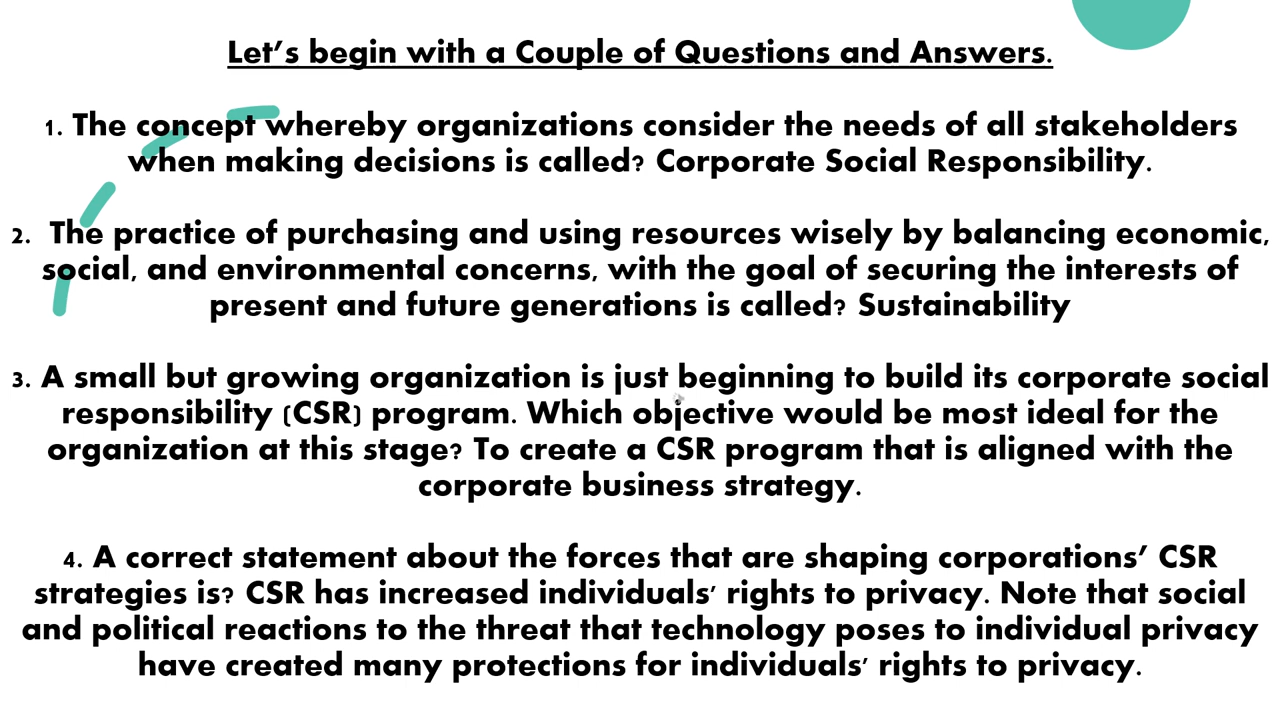 Let's begin with a Couple of Questions and Answers.
1. The concept whereby organizations consider the needs of all stakeholders
when making decisions is called? Corporate Social Responsibility.
2. The practice of purchasing and using resources wisely by balancing economic,
social, and environmental concerns, with the goal of securing the interests of
present and future generations is called? Sustainability
3. A small but growing organization is just beginning to build its corporate social
responsibility (CSR) program. Which objective would be most ideal for the
organization at this stage? To create a CSR program that is aligned with the
corporate business strategy.
4. A correct statement about the forces that are shaping corporations' CSR
strategies is? CSR has increased individuals' rights to privacy. Note that social
and political reactions to the threat that technology poses to individual privacy
have created many protections for individuals' rights to privacy.